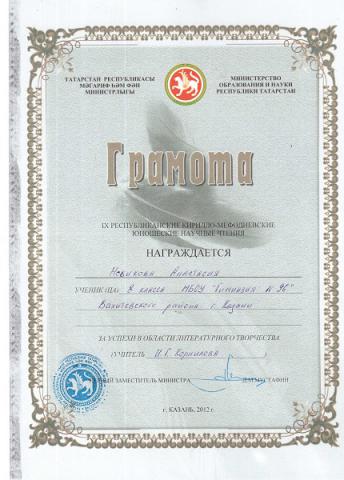 ТАТАРСТАН РЕСПУБЛИКАСЫ
МӘГАРИФ ҺӘМ ФӘН
МИНИСТРЛЫГЫ
МИНИСТЕРСТВО
ОБРАЗОВАНИЯ И НАУКИ
РЕСПУБЛИКИ ТАТАРСТАН
Грамота
IX РЕСПУБЛИКАНСКИЕ КИРИЛЛО-МЕФОДИЕВСКИЕ
ЮНОШЕСКИЕ НАУЧНЫЕ ЧТЕНИЯ
НАГРАЖДАЕТСЯ
Новикова Анастасия
УЧЕНИК (ЦА) 8 класса МБОУ "Гимназия № 96"
Вахитовского района г. Казани
ЗА УСПЕХИ В ОБЛАСТИ ЛИТЕРАТУРНОГО ТВОРЧЕСТВА
(УЧИТЕЛЬ И.Г. Корнилова
ЗАМЕСТИТЕЛЬ МИНИСТРА
г. КАЗАНЬ, 2012 г.